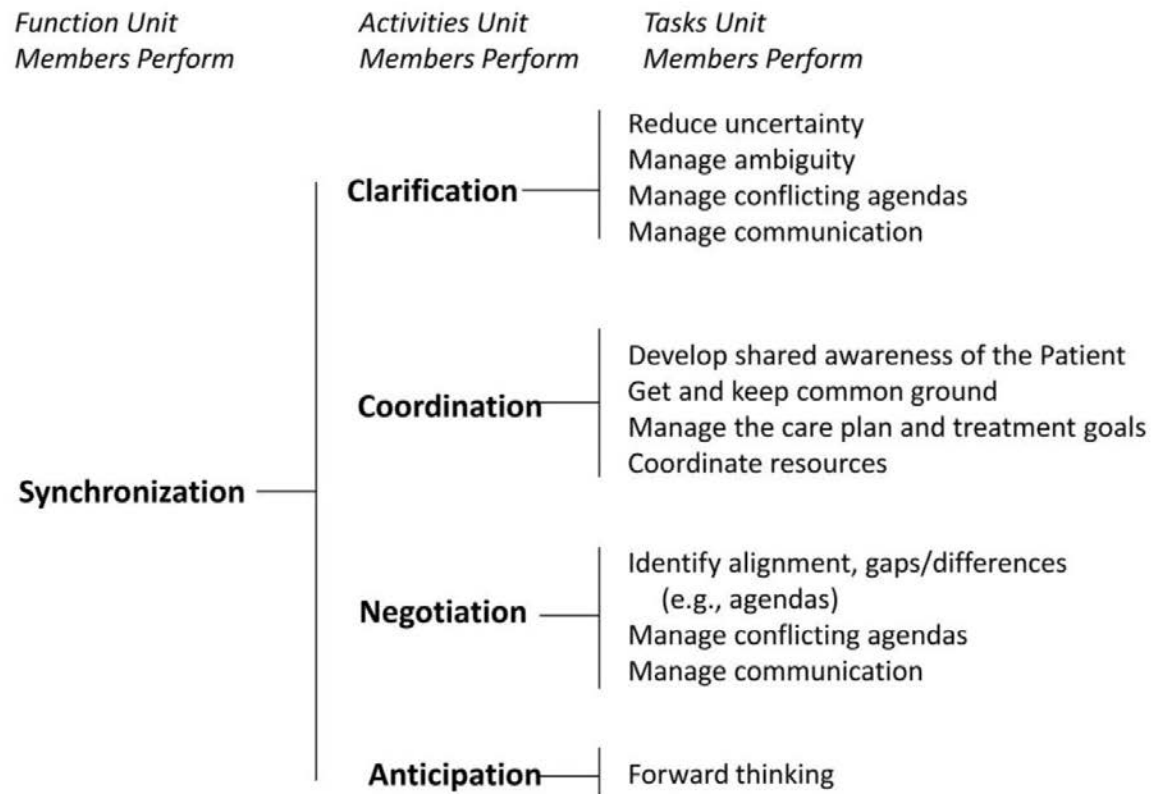 Function Unit Members Perform
Activities Unit Members Perform
Tasks Unit Members Perform
Clarification
Reduce uncertainty
Manage ambiguity
Manage conflicting agendas
Manage communication
Coordination
Develop shared awareness of the Patient
Get and keep common ground
Manage the care plan and treatment goals
Coordinate resources
Synchronization
Negotiation
Identify alignment, gaps/differences
(e.g., agendas)
Manage conflicting agendas
Manage communication
Anticipation
Forward thinking